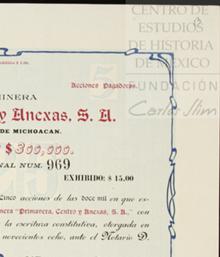 CENTRO DE
ESTUDIOS
DE HISTORIA
DE MÉXICO
FUNDACIÓN
Carlos Slim
Acciones Pagadoras.
MINERA
y Anexas, S. A.
DE MICHOACAN.
$300,000.
NAL NUM. 969
EXHIBIDO: $ 15.00
Cinco acciones de las doce mil en que es-
nera "Primavera, Centro y Anexas, S. A.," con
la escritura constitutiva, otorgada en
novecientos ocho, ante el Notario D.